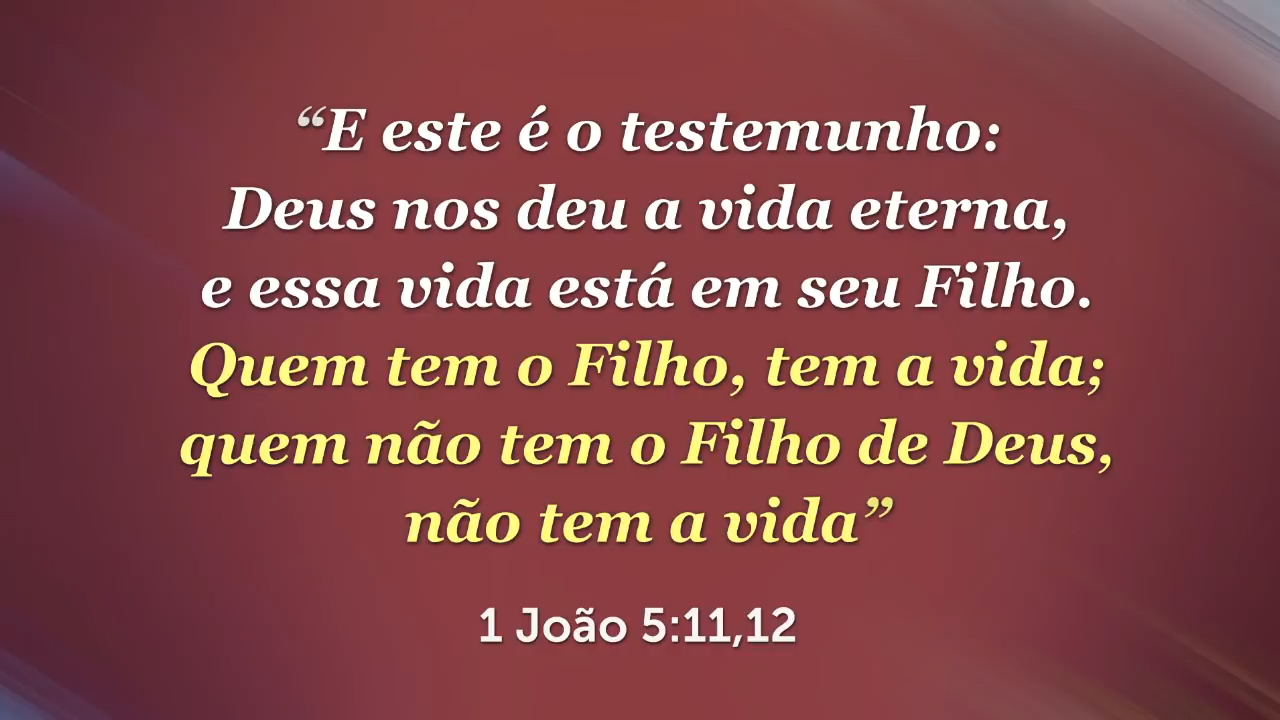 “E este é o testemunho:
Deus nos deu a vida eterna,
e essa vida está em seu Filho.
Quem tem o Filho, tem a vida;
quem não tem o Filho de Deus,
não tem a vida”
1 João 5:11,12